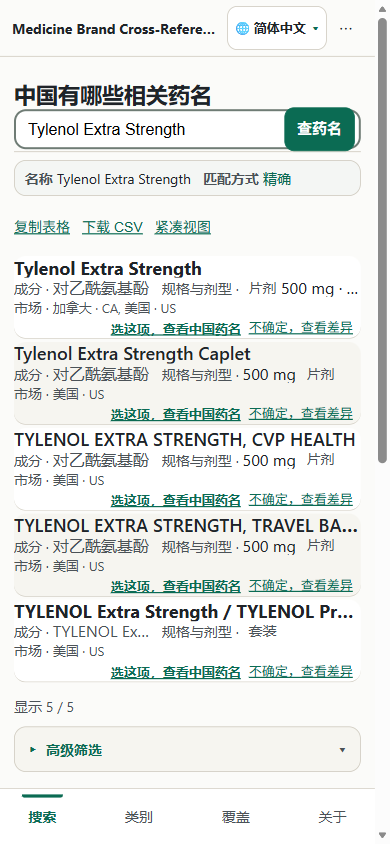 Medicine Brand Cross-Refere... 简体中文 ...
中国有哪些相关药名
Tylenol Extra Strength 查药名
名称 Tylenol Extra Strength 匹配方式 精确
复制表格 下载 CSV 紧凑视图
Tylenol Extra Strength
成分 · 对乙酰氨基酚 规格与剂型 · 片剂 500 mg · ...
市场 · 加拿大 · CA, 美国 · US
选这项，查看中国药名 不确定，查看差异
Tylenol Extra Strength Caplet
成分 · 对乙酰氨基酚 规格与剂型 · 500 mg 片剂
市场 · 美国 · US
选这项，查看中国药名 不确定，查看差异
TYLENOL EXTRA STRENGTH, CVP HEALTH
成分 · 对乙酰氨基酚 规格与剂型 · 500 mg 片剂
市场 · 美国 · US
选这项，查看中国药名 不确定，查看差异
TYLENOL EXTRA STRENGTH, TRAVEL BA...
成分 · 对乙酰氨基酚 规格与剂型 · 500 mg 片剂
市场 · 美国 · US
选这项，查看中国药名 不确定，查看差异
TYLENOL Extra Strength / TYLENOL Pr...
成分 · TYLENOL Ex... 规格与剂型 · 套装
市场 · 美国 · US
选这项，查看中国药名 不确定，查看差异
显示 5 / 5
高级筛选
搜索 类别 覆盖 关于